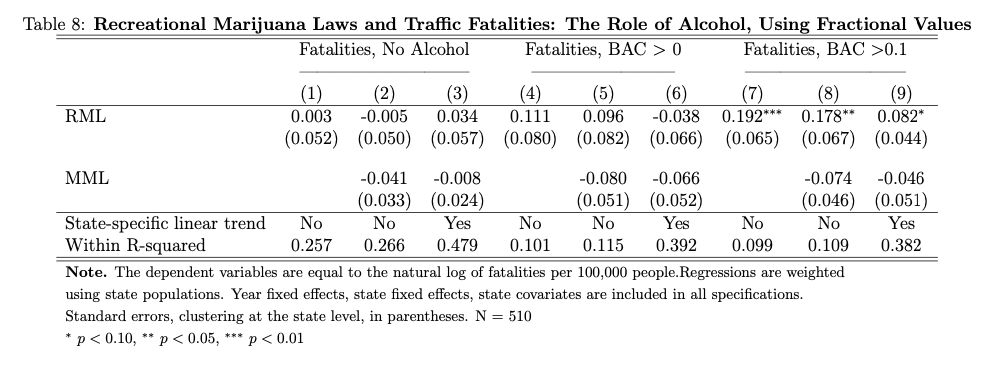 Table 8: Recreational Marijuana Laws and Traffic Fatalities: The Role of Alcohol, Using Fractional Values
Fatalities, No Alcohol Fatalities, BAC > 0 Fatalities, BAC >0.1
(1) (2) (3) (4) (5) (6) (7) (8) (9)
RML 0.003 -0.005 0.034 0.111 0.096 -0.038 0.192*** 0.178** 0.082*
(0.052) (0.050) (0.057) (0.080) (0.082) (0.066) (0.065) (0.067) (0.044)
MML -0.041 -0.008 -0.080 -0.066 -0.074 -0.046
(0.033) (0.024) (0.051) (0.052) (0.046) (0.051)
State-specific linear trend No No Yes No No Yes No No Yes
Within R-squared 0.257 0.266 0.479 0.101 0.115 0.392 0.099 0.109 0.382
Note. The dependent variables are equal to the natural log of fatalities per 100,000 people.Regressions are weighted
using state populations. Year fixed effects, state fixed effects, state covariates are included in all specifications.
Standard errors, clustering at the state level, in parentheses. N = 510
* p < 0.10, ** p < 0.05, *** p < 0.01